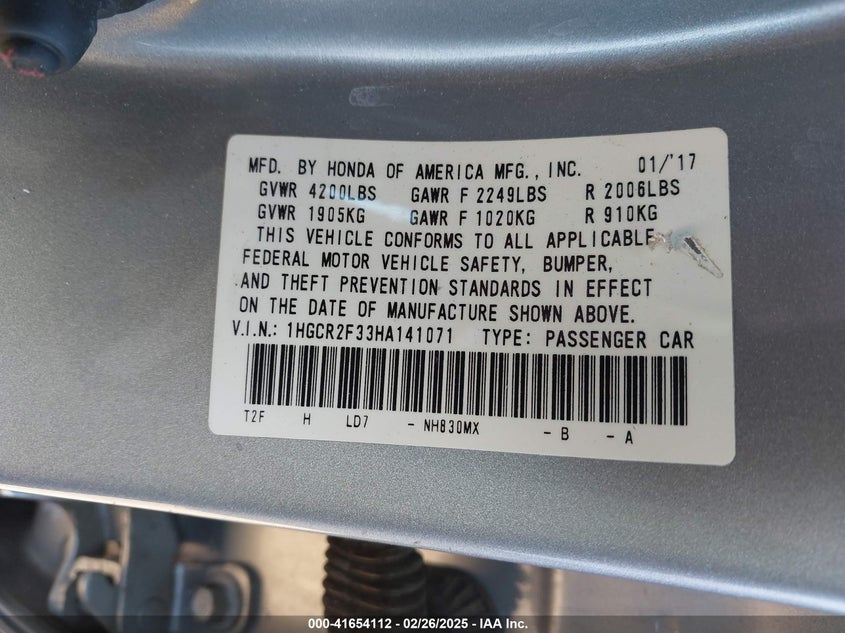 MFD. BY HONDA OF AMERICA MFG., INC. 01/'17
GVWR 4200LBS GAWR F 2249LBS R 2006LBS
GVWR 1905KG GAWR F 1020KG R 910KG
THIS VEHICLE CONFORMS TO ALL APPLICABLE
FEDERAL MOTOR VEHICLE SAFETY, BUMPER,
AND THEFT PREVENTION STANDARDS IN EFFECT
ON THE DATE OF MANUFACTURE SHOWN ABOVE.
V.I.N.: 1HGCR2F33HA141071 TYPE: PASSENGER CAR
T2F H LD7 - NH830MX - B - A
000-41654112 - 02/26/2025 - IAA Inc.